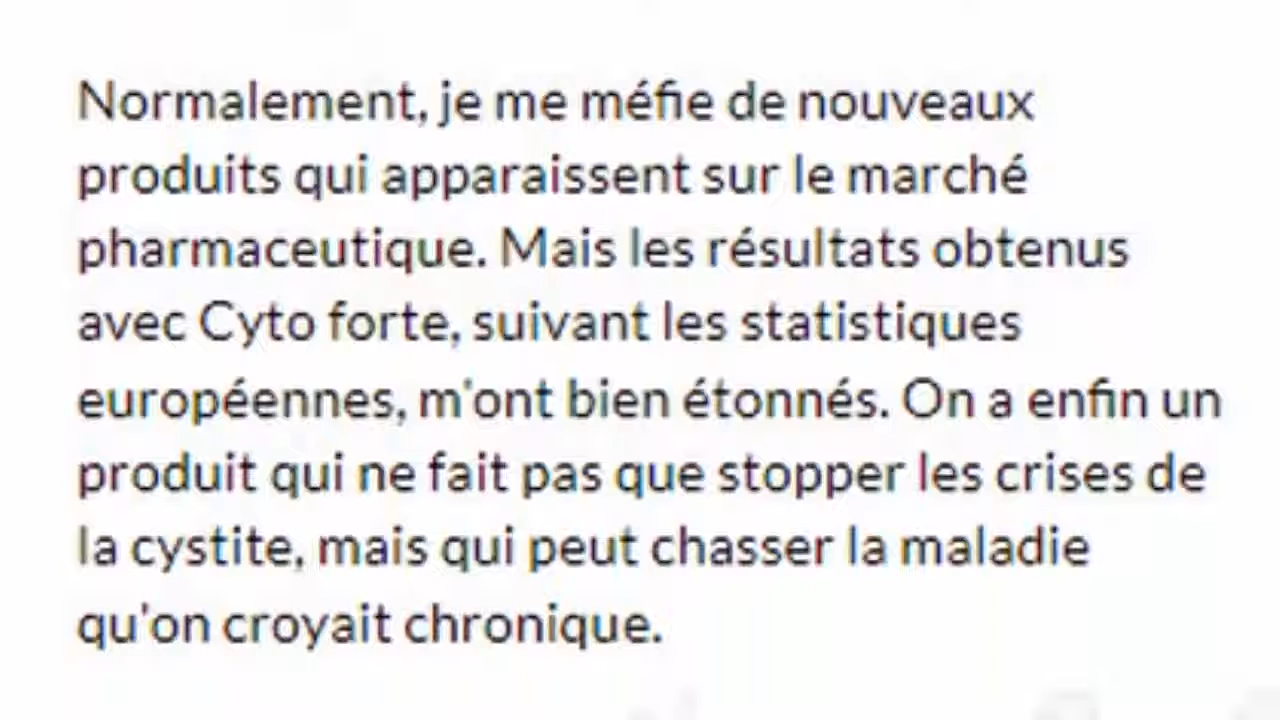 Normalement, je me méfie de nouveaux
produits qui apparaissent sur le marché
pharmaceutique. Mais les résultats obtenus
avec Cyto forte, suivant les statistiques
européennes, m'ont bien étonnés. On a enfin un
produit qui ne fait pas que stopper les crises de
la cystite, mais qui peut chasser la maladie
qu'on croyait chronique.